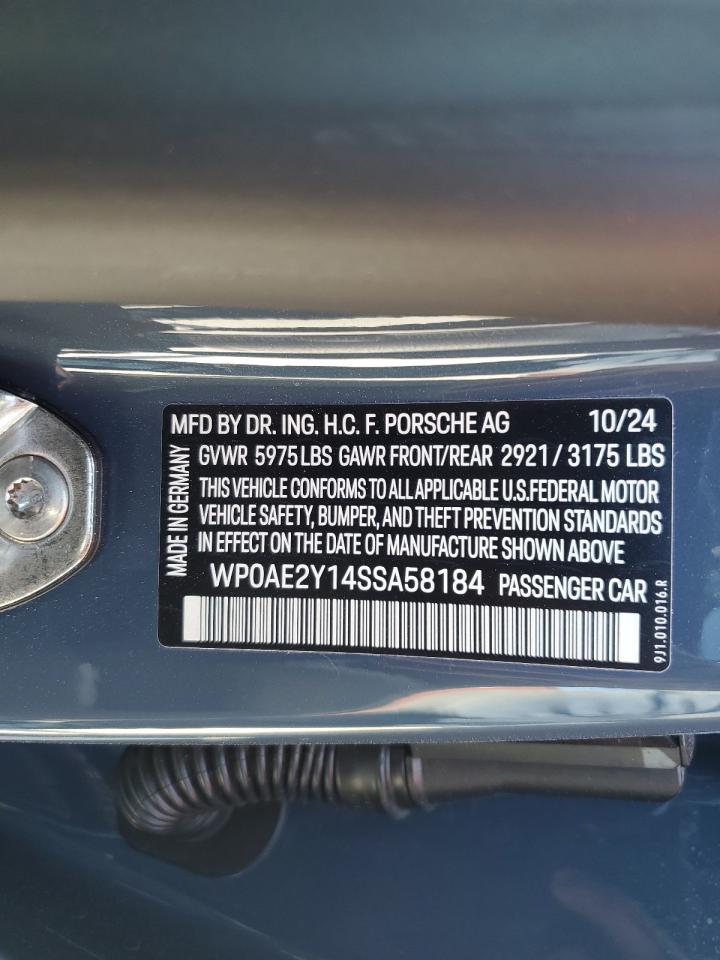 MFD BY DR. ING. H.C. F. PORSCHE AG 10/24
MADE IN GERMANY
GVWR 5975 LBS GAWR FRONT/REAR 2921 / 3175 LBS
THIS VEHICLE CONFORMS TO ALL APPLICABLE U.S.FEDERAL MOTOR
VEHICLE SAFETY, BUMPER, AND THEFT PREVENTION STANDARDS
IN EFFECT ON THE DATE OF MANUFACTURE SHOWN ABOVE
WP0AE2Y14SSA58184 PASSENGER CAR
9J1.010.016.R